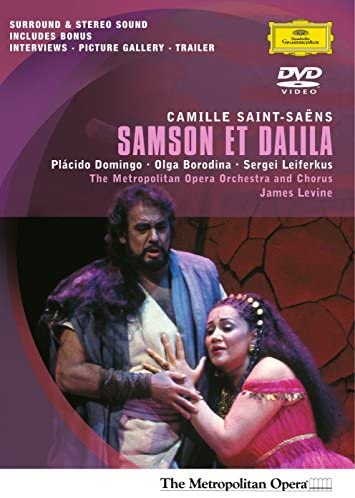 SURROUND & STEREO SOUND
INCLUDES BONUS
INTERVIEWS · PICTURE GALLERY · TRAILER
Deutsche
Grammophon
DVD
VIDEO
CAMILLE SAINT-SAËNS
SAMSON ET DALILA
Plácido Domingo · Olga Borodina · Sergei Leiferkus
The Metropolitan Opera Orchestra and Chorus
James Levine
The Metropolitan Opera